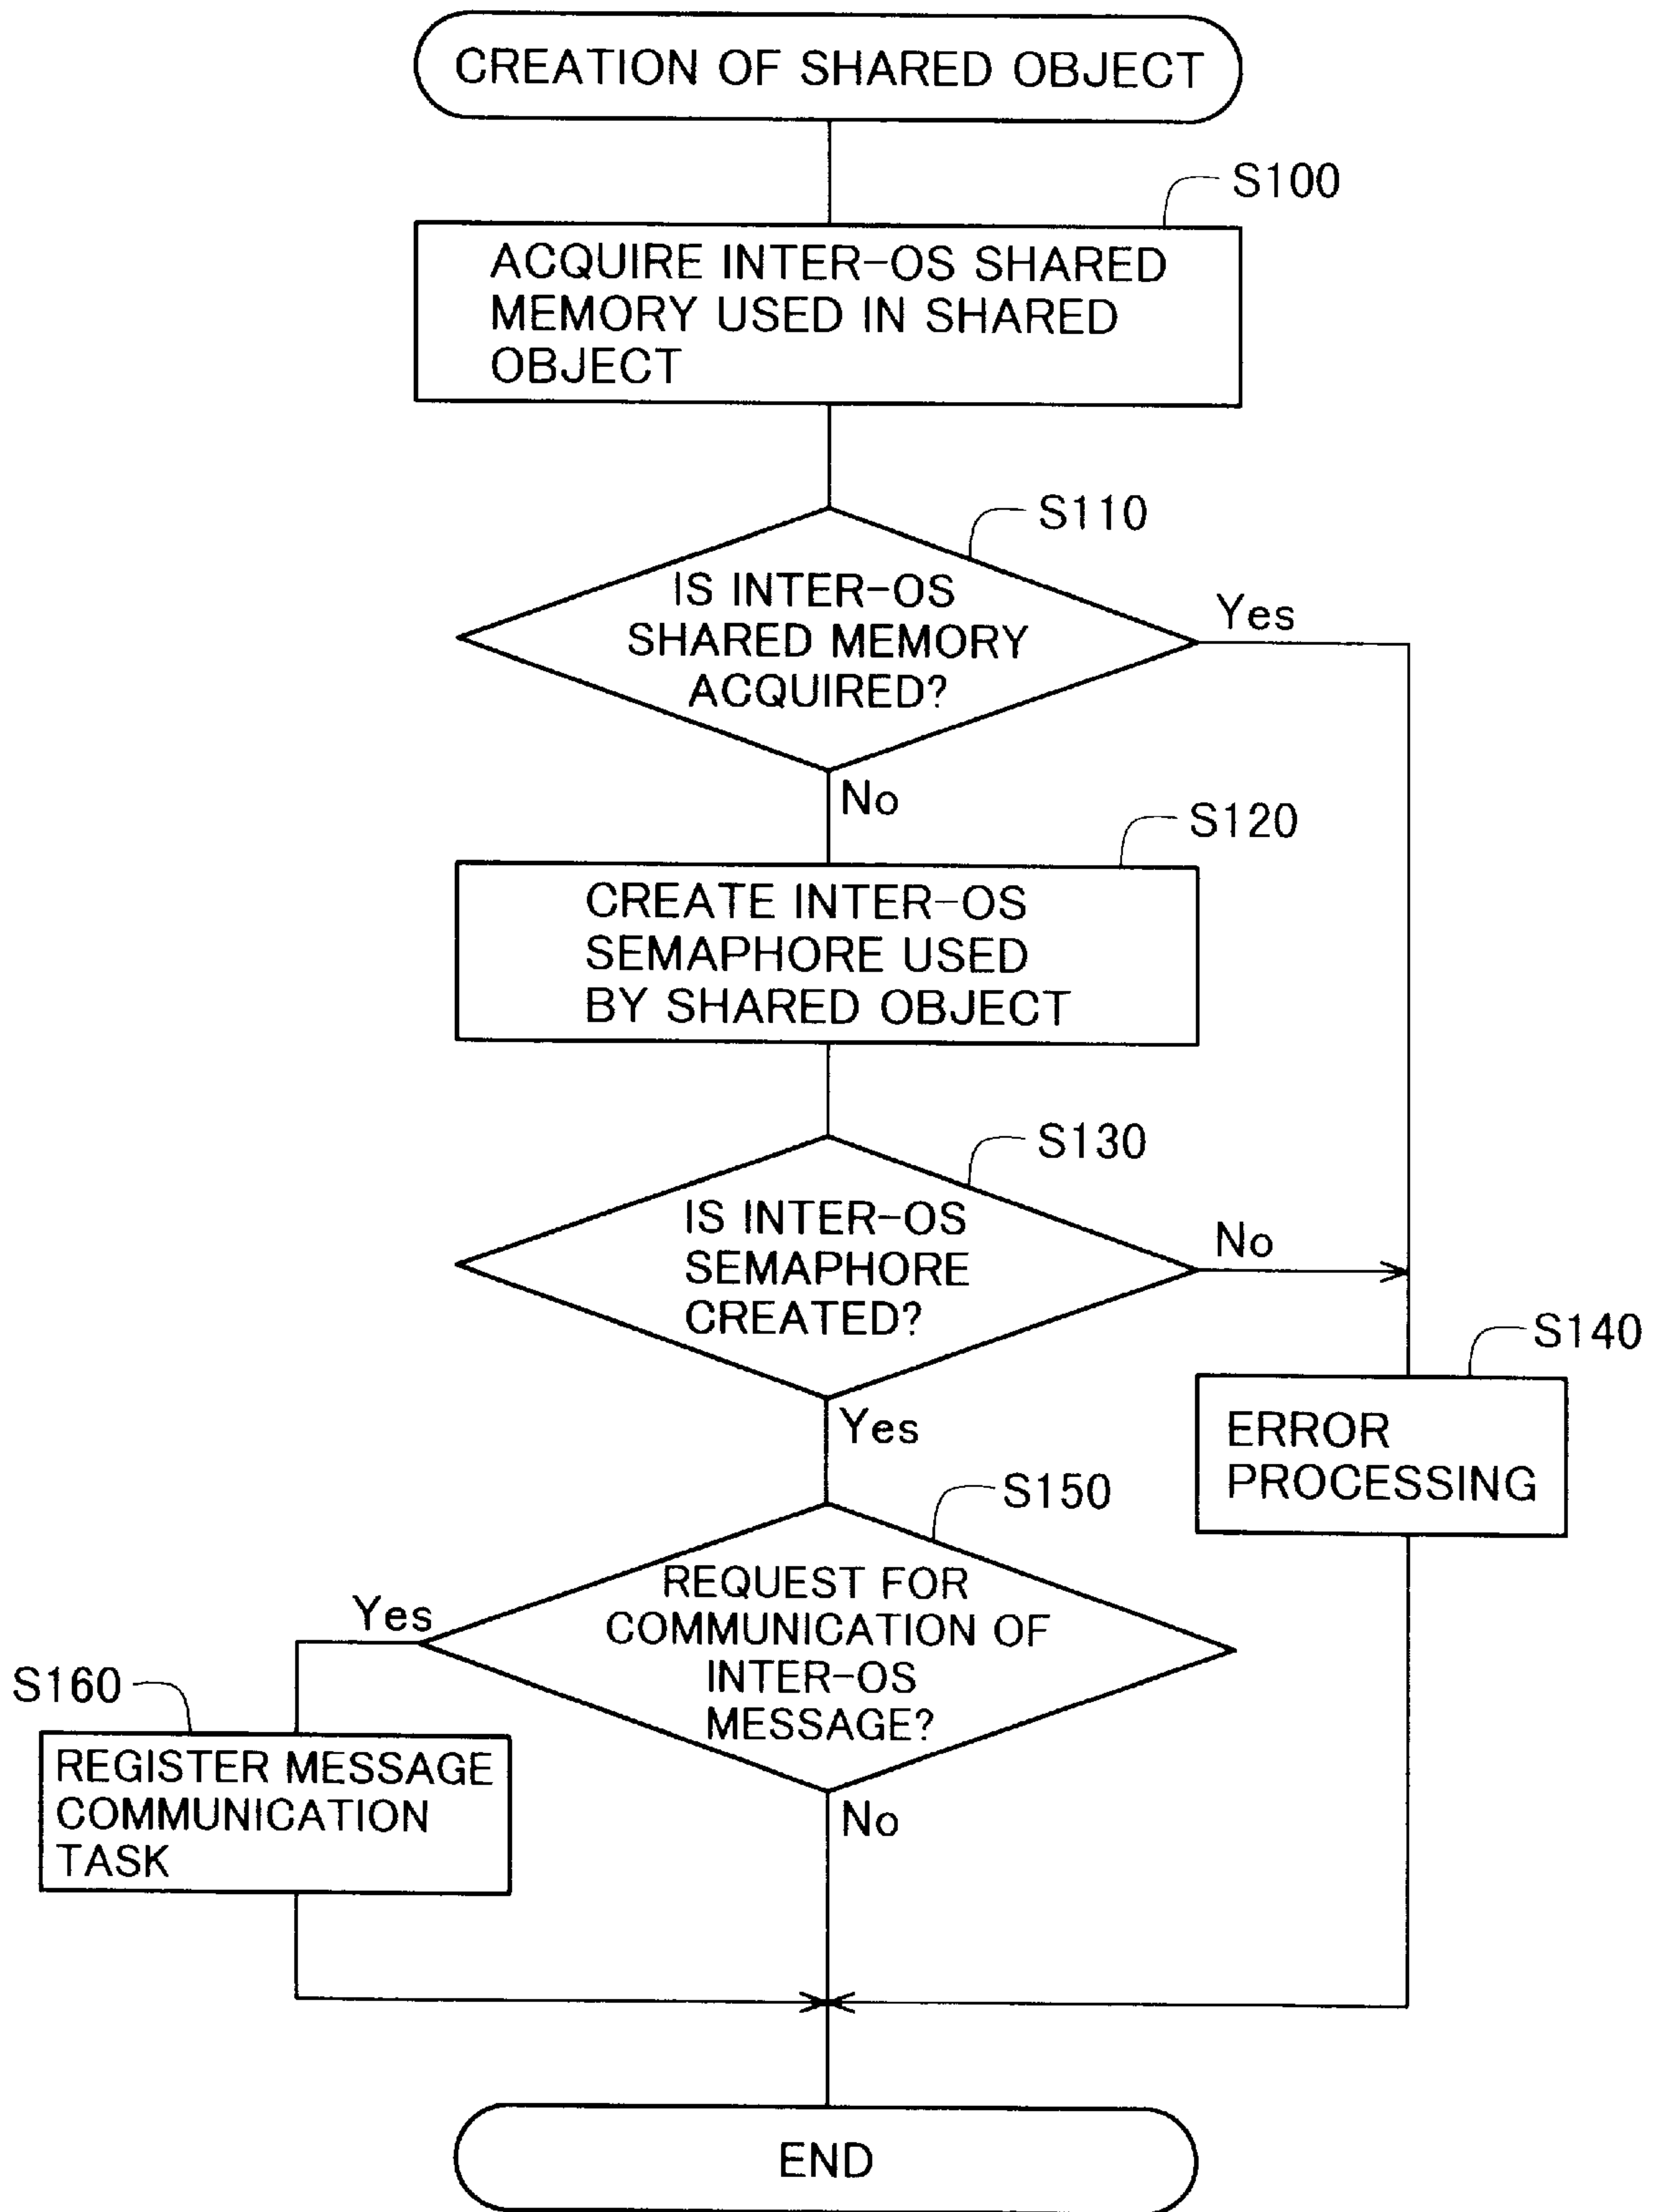 CREATION OF SHARED OBJECT
S100
ACQUIRE INTER-OS SHARED
MEMORY USED IN SHARED
OBJECT
S110
IS INTER-OS
SHARED MEMORY
ACQUIRED?
Yes
No
S120
CREATE INTER-OS
SEMAPHORE USED
BY SHARED OBJECT
S130
IS INTER-OS
SEMAPHORE
CREATED?
No
Yes
S140
ERROR
PROCESSING
S150
REQUEST FOR
COMMUNICATION OF
INTER-OS
MESSAGE?
Yes
No
S160
REGISTER MESSAGE
COMMUNICATION
TASK
END